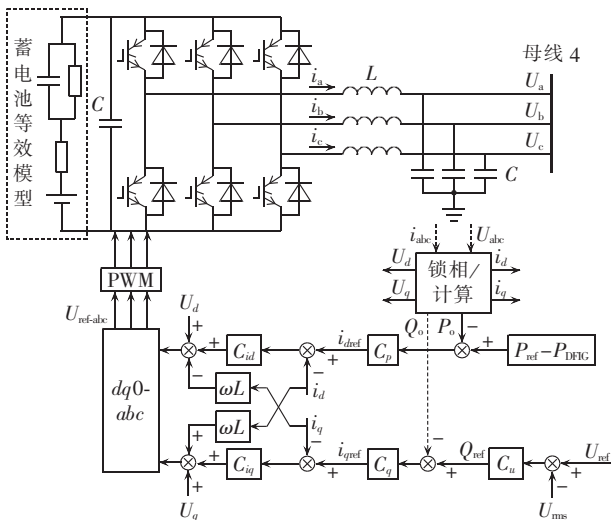 蓄电池等效模型
C
i_a
i_b
i_c
L
母线 4
U_a
U_b
U_c
C
i_abc
U_abc
U_d
U_q
锁相/
计算
i_d
i_q
PWM
U_ref-abc
U_d
+
+
−
C_id
+
−
i_dref
C_p
+
Q_o
P_o
−
+
P_ref−P_DFIG
dq0-
abc
ωL
i_d
ωL
i_q
+
+
+
U_q
C_iq
−
+
i_qref
C_q
−
+
Q_ref
C_u
+
−
U_ref
U_rms